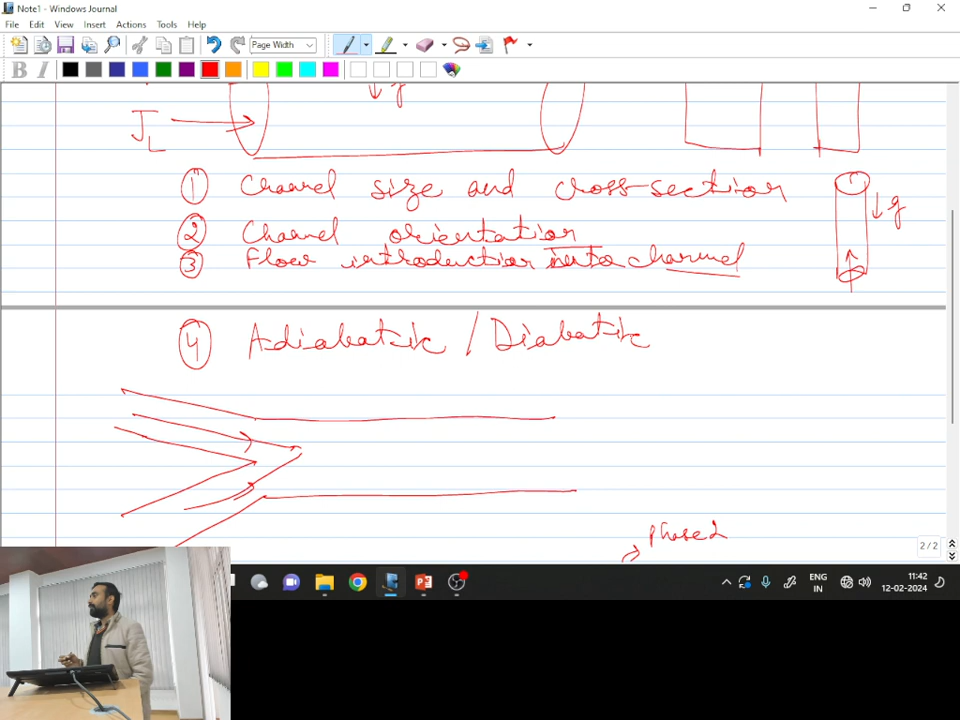 Note1 - Windows Journal
File Edit View Insert Actions Tools Help
Page Width
B I
g
J_L
① Channel size and cross-section
② Channel orientation
③ Flow introduction into channel
g
④ Adiabatic / Diabatic
Phase 2
2 / 2
ENG
IN
11:42
12-02-2024